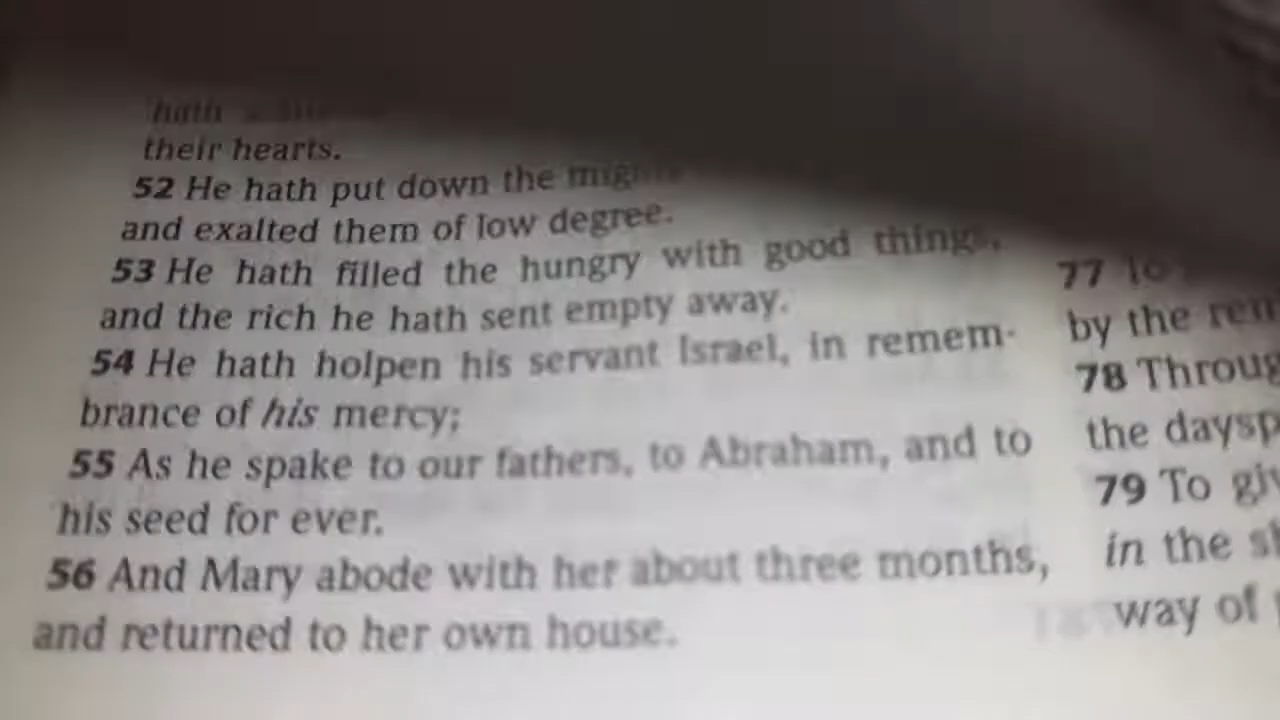 hath
their hearts.
52 He hath put down the
and exalted them of low degree.
53 He hath filled the hungry with good things,
and the rich he hath sent empty away.
54 He hath holpen his servant Israel, in remem-
brance of his mercy;
55 As he spake to our fathers, to Abraham, and to
his seed for ever.
56 And Mary abode with her about three months,
and returned to her own house.
77
by the
78
the
79 To
in the
way of